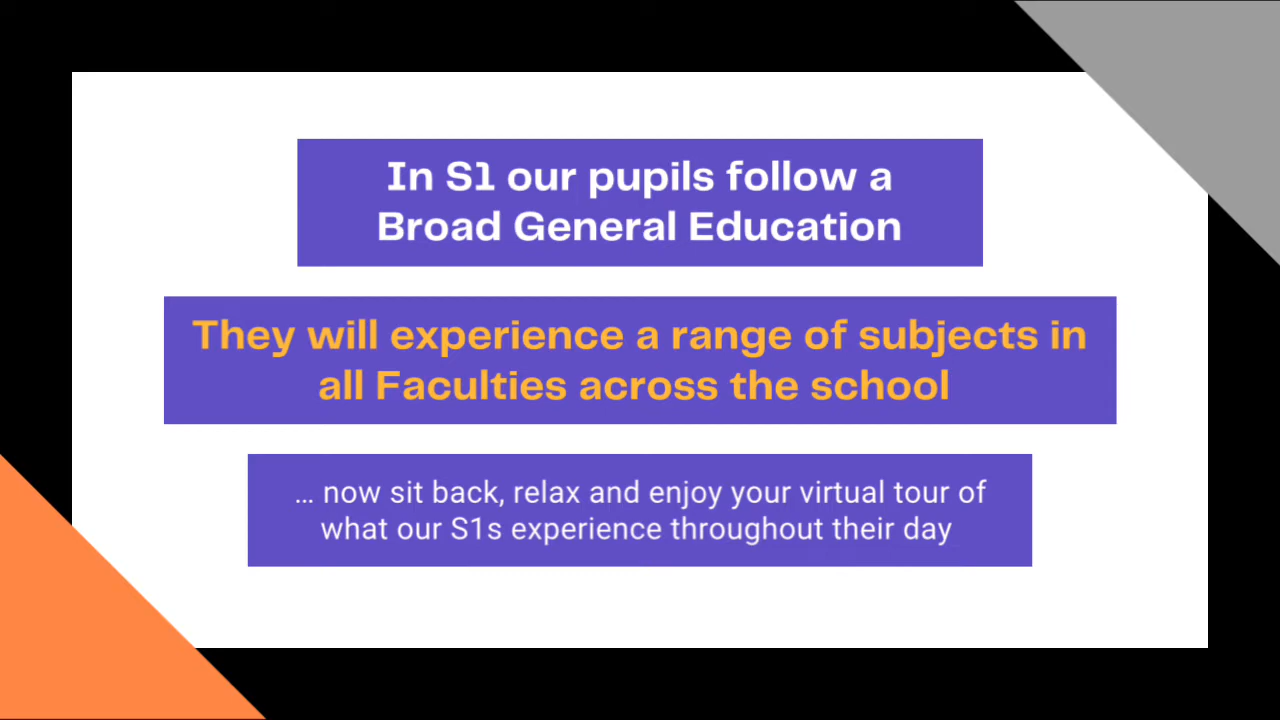 In S1 our pupils follow a
Broad General Education
They will experience a range of subjects in
all Faculties across the school
... now sit back, relax and enjoy your virtual tour of
what our S1s experience throughout their day